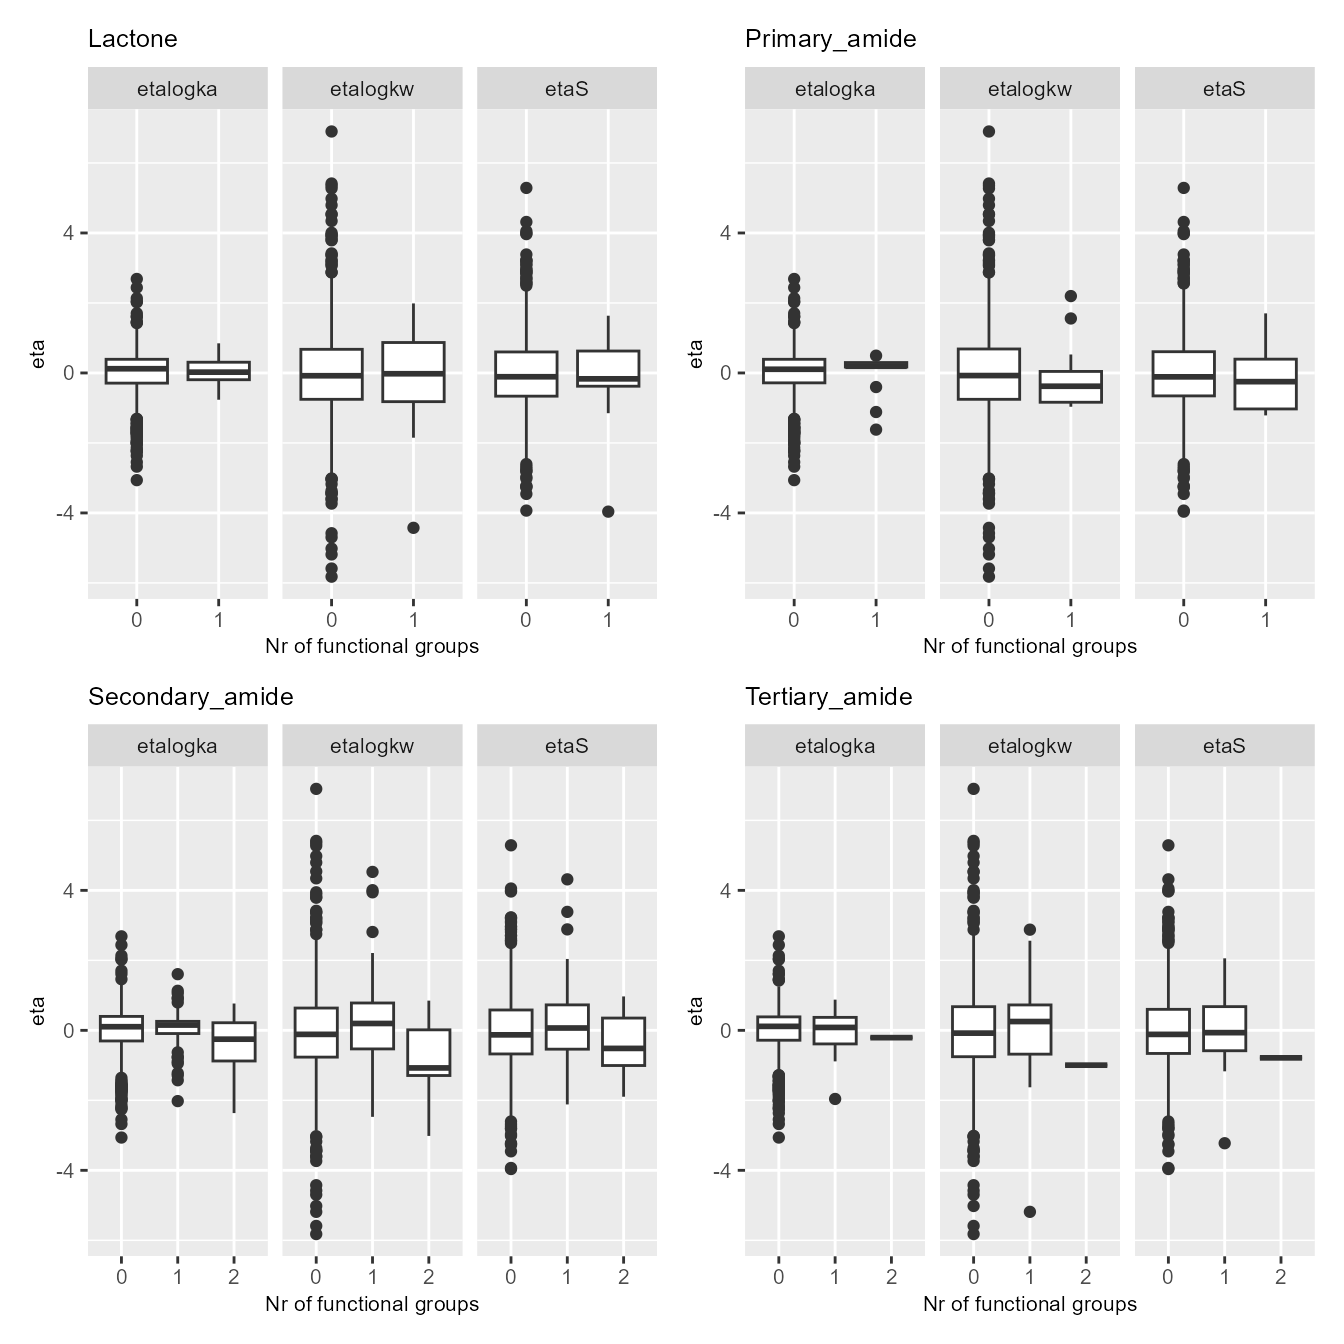 Lactone
etalogka etalogkw etaS
eta
4
0
-4
0 1 0 1 0 1
Nr of functional groups
Primary_amide
etalogka etalogkw etaS
eta
4
0
-4
0 1 0 1 0 1
Nr of functional groups
Secondary_amide
etalogka etalogkw etaS
eta
4
0
-4
0 1 2 0 1 2 0 1 2
Nr of functional groups
Tertiary_amide
etalogka etalogkw etaS
eta
4
0
-4
0 1 2 0 1 2 0 1 2
Nr of functional groups